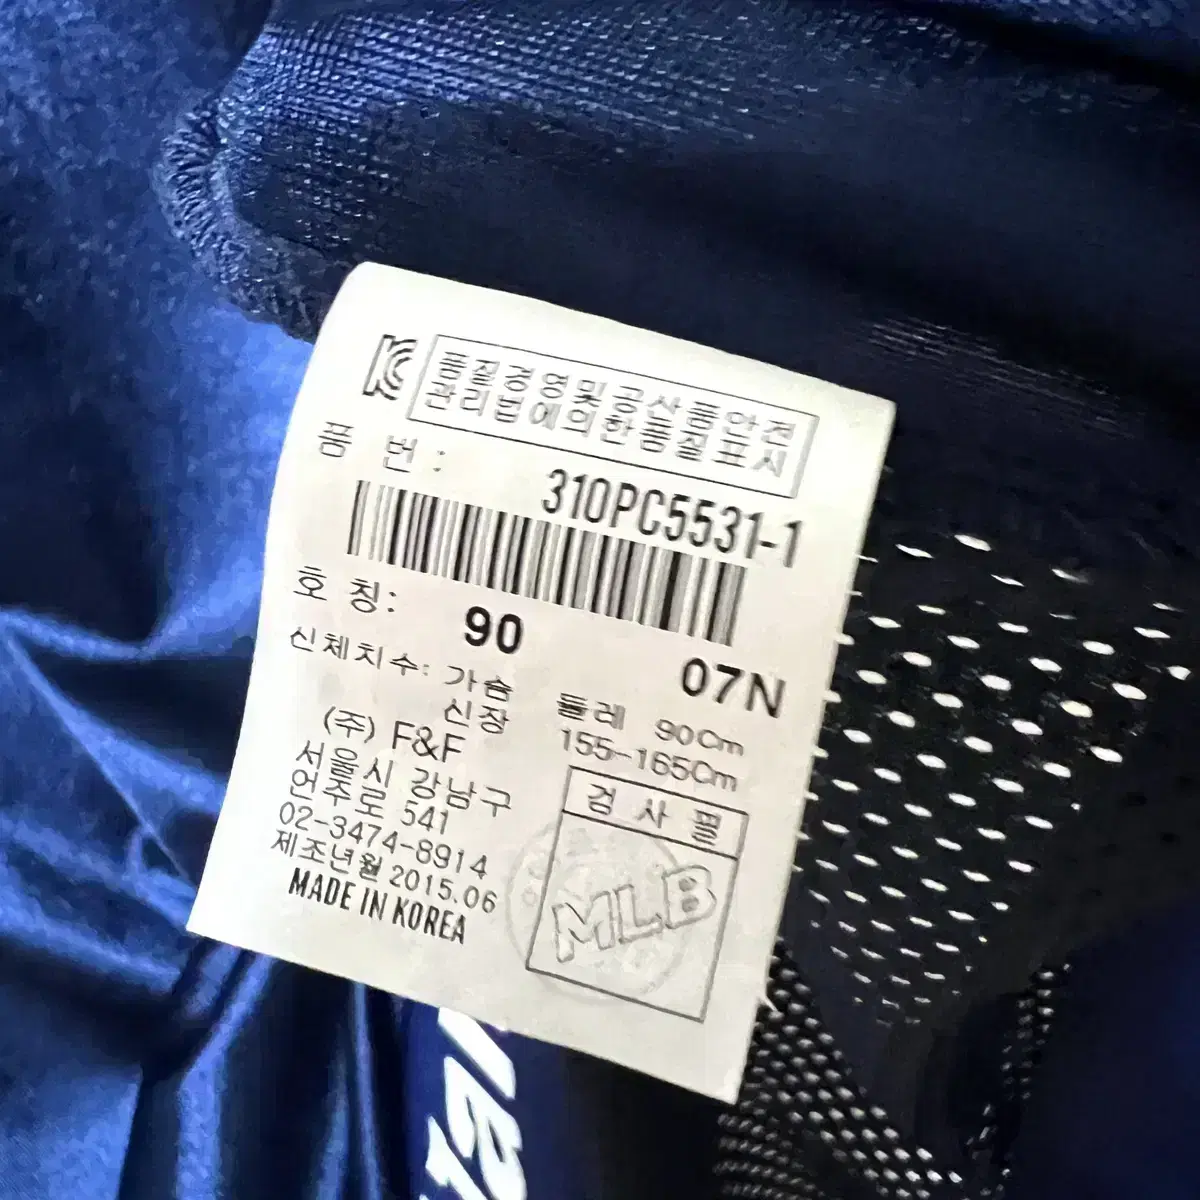 KC
품질경영및공산품안전
관리법에의한품질표시
품 번 :
310PC5531-1
호 칭: 90
07N
신체치수: 가슴 둘레 90Cm
신장 155~165Cm
(주) F&F
서울시 강남구
언주로 541
02-3474-8914
제조년월 2015.06
MADE IN KOREA
검 사 필
MLB